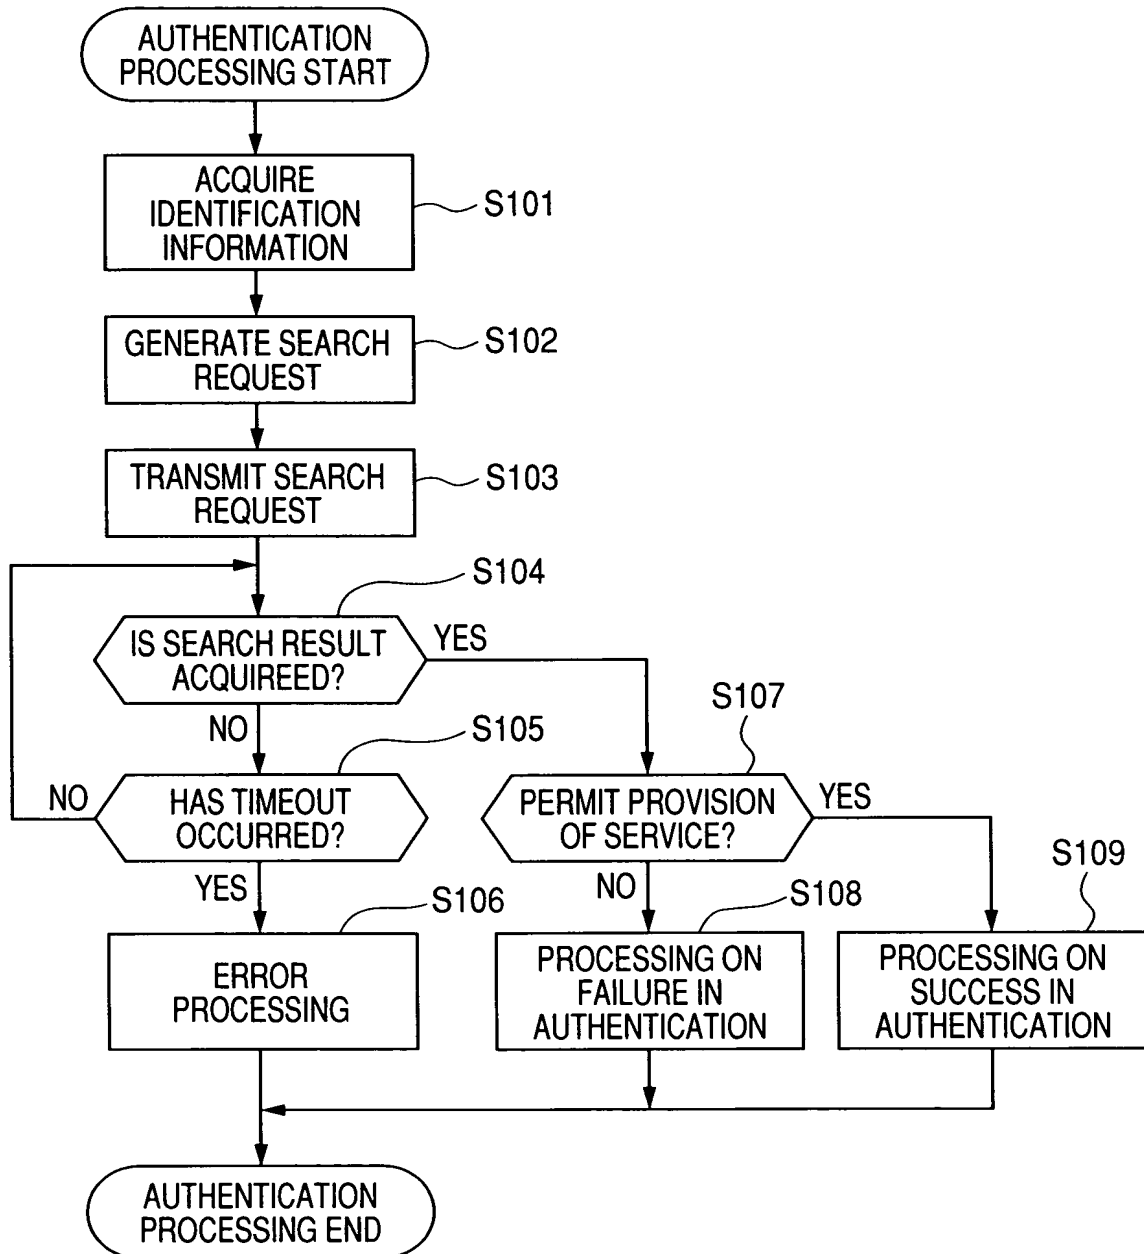 AUTHENTICATION
PROCESSING START
ACQUIRE
IDENTIFICATION
INFORMATION
S101
GENERATE SEARCH
REQUEST
S102
TRANSMIT SEARCH
REQUEST
S103
S104
IS SEARCH RESULT
ACQUIREED?
YES
NO
S105
HAS TIMEOUT
OCCURRED?
NO
YES
S107
PERMIT PROVISION
OF SERVICE?
YES
NO
S106
ERROR
PROCESSING
S108
PROCESSING ON
FAILURE IN
AUTHENTICATION
S109
PROCESSING ON
SUCCESS IN
AUTHENTICATION
AUTHENTICATION
PROCESSING END